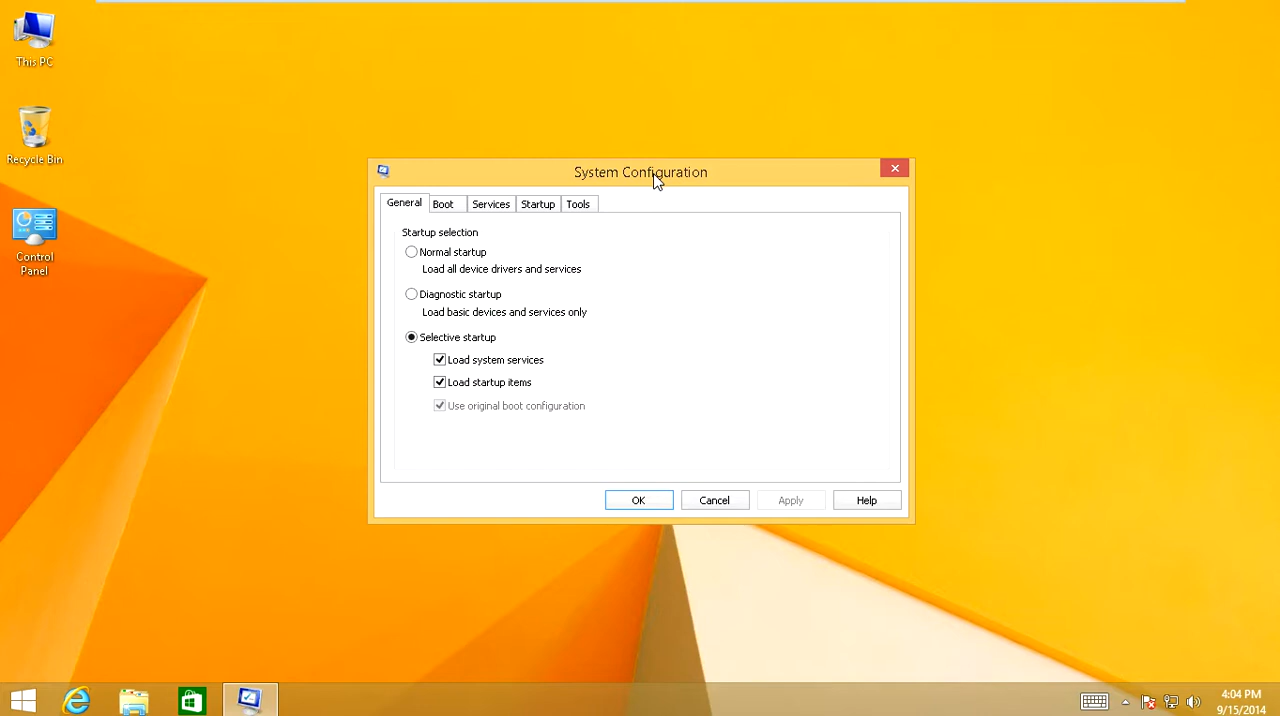 This PC
Recycle Bin
Control
Panel
System Configuration
General Boot Services Startup Tools
Startup selection
Normal startup
Load all device drivers and services
Diagnostic startup
Load basic devices and services only
Selective startup
Load system services
Load startup items
Use original boot configuration
OK Cancel Apply Help
4:04 PM
9/15/2014